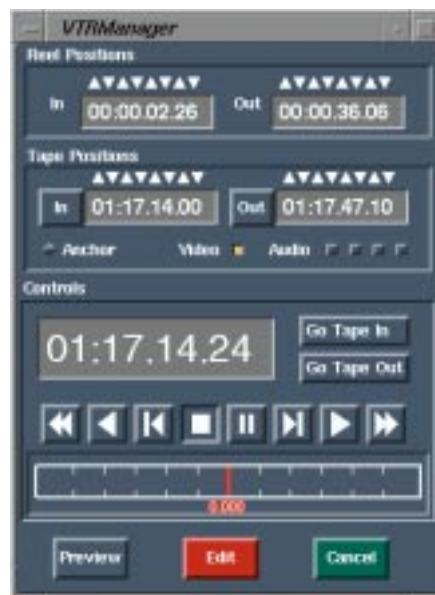 VTRManager
Reel Positions
In 00:00.02.26 Out 00:00.36.06
Tape Positions
In 01:17.14.00 Out 01:17.47.10
Anchor Video Audio
Controls
01:17.14.24
Go Tape In
Go Tape Out
0.000
Preview Edit Cancel